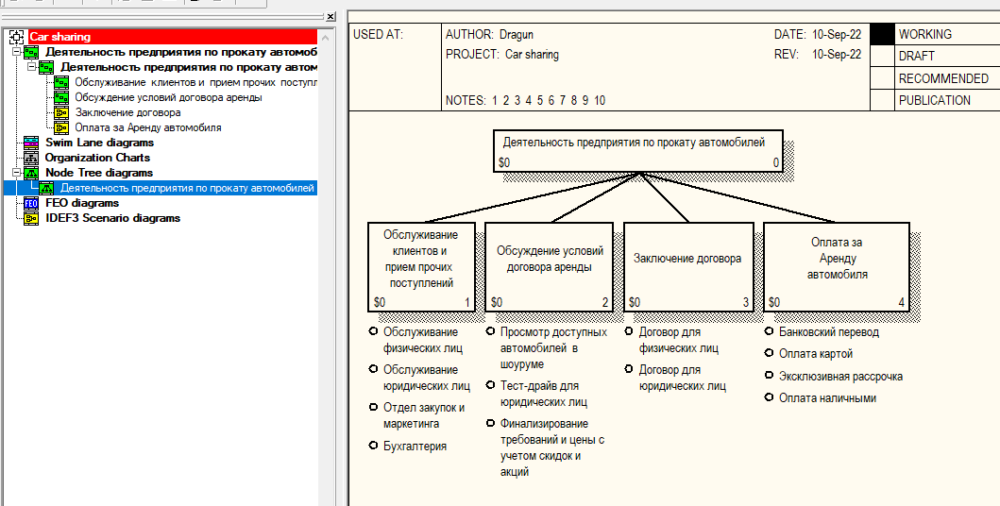 Car sharing
Деятельность предприятия по прокату автомоб
Деятельность предприятия по прокату автом
Обслуживание клиентов и прием прочих поступл
Обсуждение условий договора аренды
Заключение договора
Оплата за Аренду автомобиля
Swim Lane diagrams
Organization Charts
Node Tree diagrams
Деятельность предприятия по прокату автомобилей
FEO diagrams
IDEF3 Scenario diagrams
USED AT:
AUTHOR: Dragun
DATE: 10-Sep-22
WORKING
PROJECT: Car sharing
REV: 10-Sep-22
DRAFT
RECOMMENDED
NOTES: 1 2 3 4 5 6 7 8 9 10
PUBLICATION
Деятельность предприятия по прокату автомобилей
$0 0
Обслуживание
клиентов и
прием прочих
поступлений
$0 1
Обсуждение условий
договора аренды
$0 2
Заключение договора
$0 3
Оплата за
Аренду
автомобиля
$0 4
Обслуживание
физических лиц
Обслуживание
юридических лиц
Отдел закупок и
маркетинга
Бухгалтерия
Просмотр доступных
автомобилей в
шоуруме
Тест-драйв для
юридических лиц
Финализирование
требований и цены с
учетом скидок и
акций
Договор для
физических лиц
Договор для
юридических лиц
Банковский перевод
Оплата картой
Эксклюзивная рассрочка
Оплата наличными